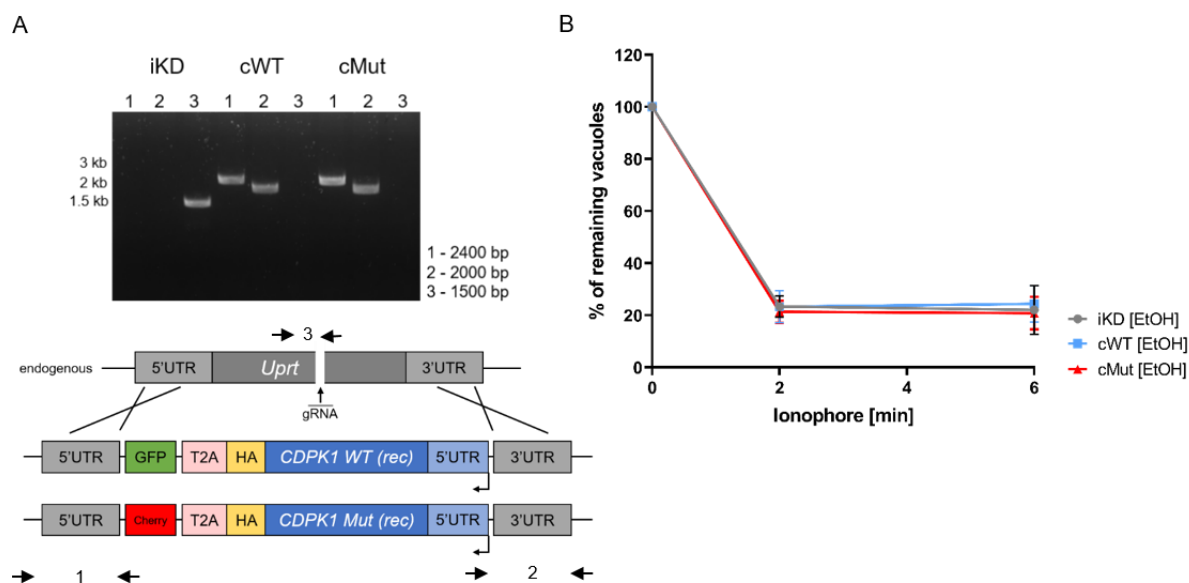 A
iKD cWT cMut
1 2 3 1 2 3 1 2 3
3 kb
2 kb
1.5 kb
1 - 2400 bp
2 - 2000 bp
3 - 1500 bp
3
endogenous
5'UTR Uprt 3'UTR
gRNA
5'UTR GFP T2A HA CDPK1 WT (rec) 5'UTR 3'UTR
5'UTR Cherry T2A HA CDPK1 Mut (rec) 5'UTR 3'UTR
1 2
B
% of remaining vacuoles
120
100
80
60
40
20
0
0 2 4 6
Ionophore [min]
iKD [EtOH]
cWT [EtOH]
cMut [EtOH]